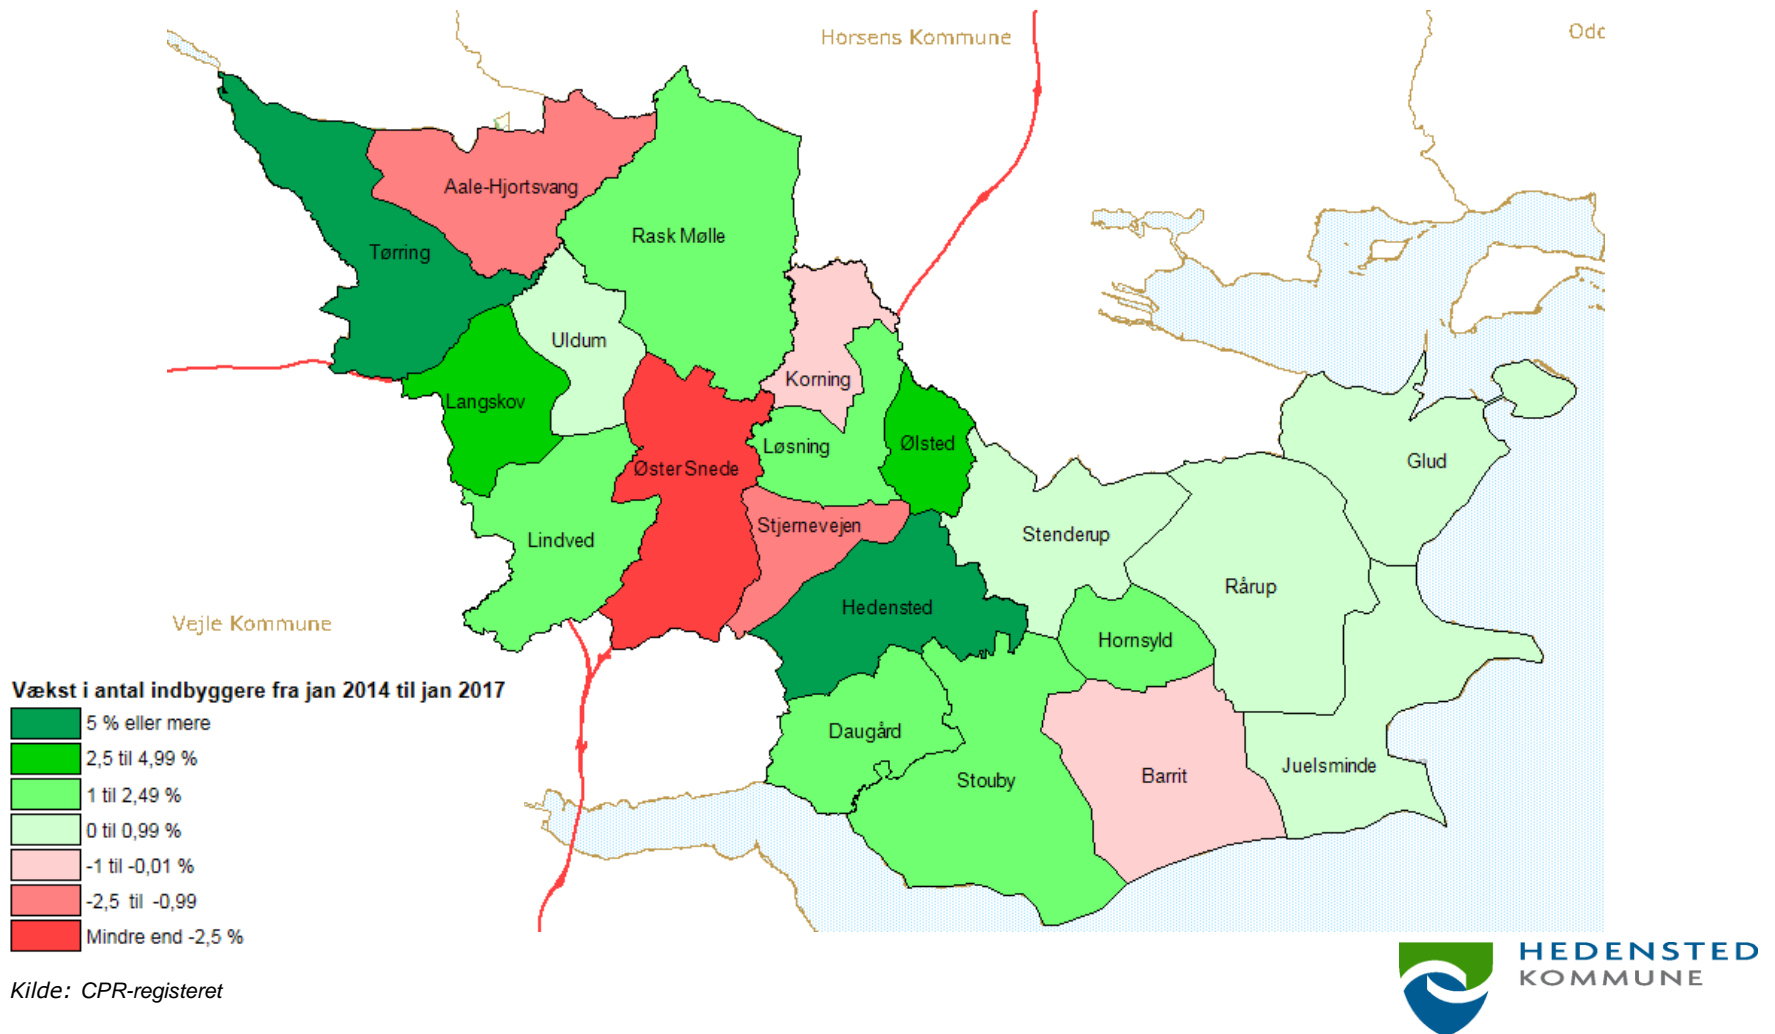 Horsens Kommune
Odc
Aale-Hjortsvang
Rask Mølle
Tørring
Uldum
Korning
Langskov
Løsning
Ølsted
Øster Snede
Glud
Stjernevejen
Stenderup
Lindved
Rårup
Hedensted
Vejle Kommune
Hornsyld
Daugård
Stouby
Barrit
Juelsminde
Vækst i antal indbyggere fra jan 2014 til jan 2017
5 % eller mere
2,5 til 4,99 %
1 til 2,49 %
0 til 0,99 %
-1 til -0,01 %
-2,5 til -0,99
Mindre end -2,5 %
Kilde: CPR-registeret
HEDENSTED
KOMMUNE